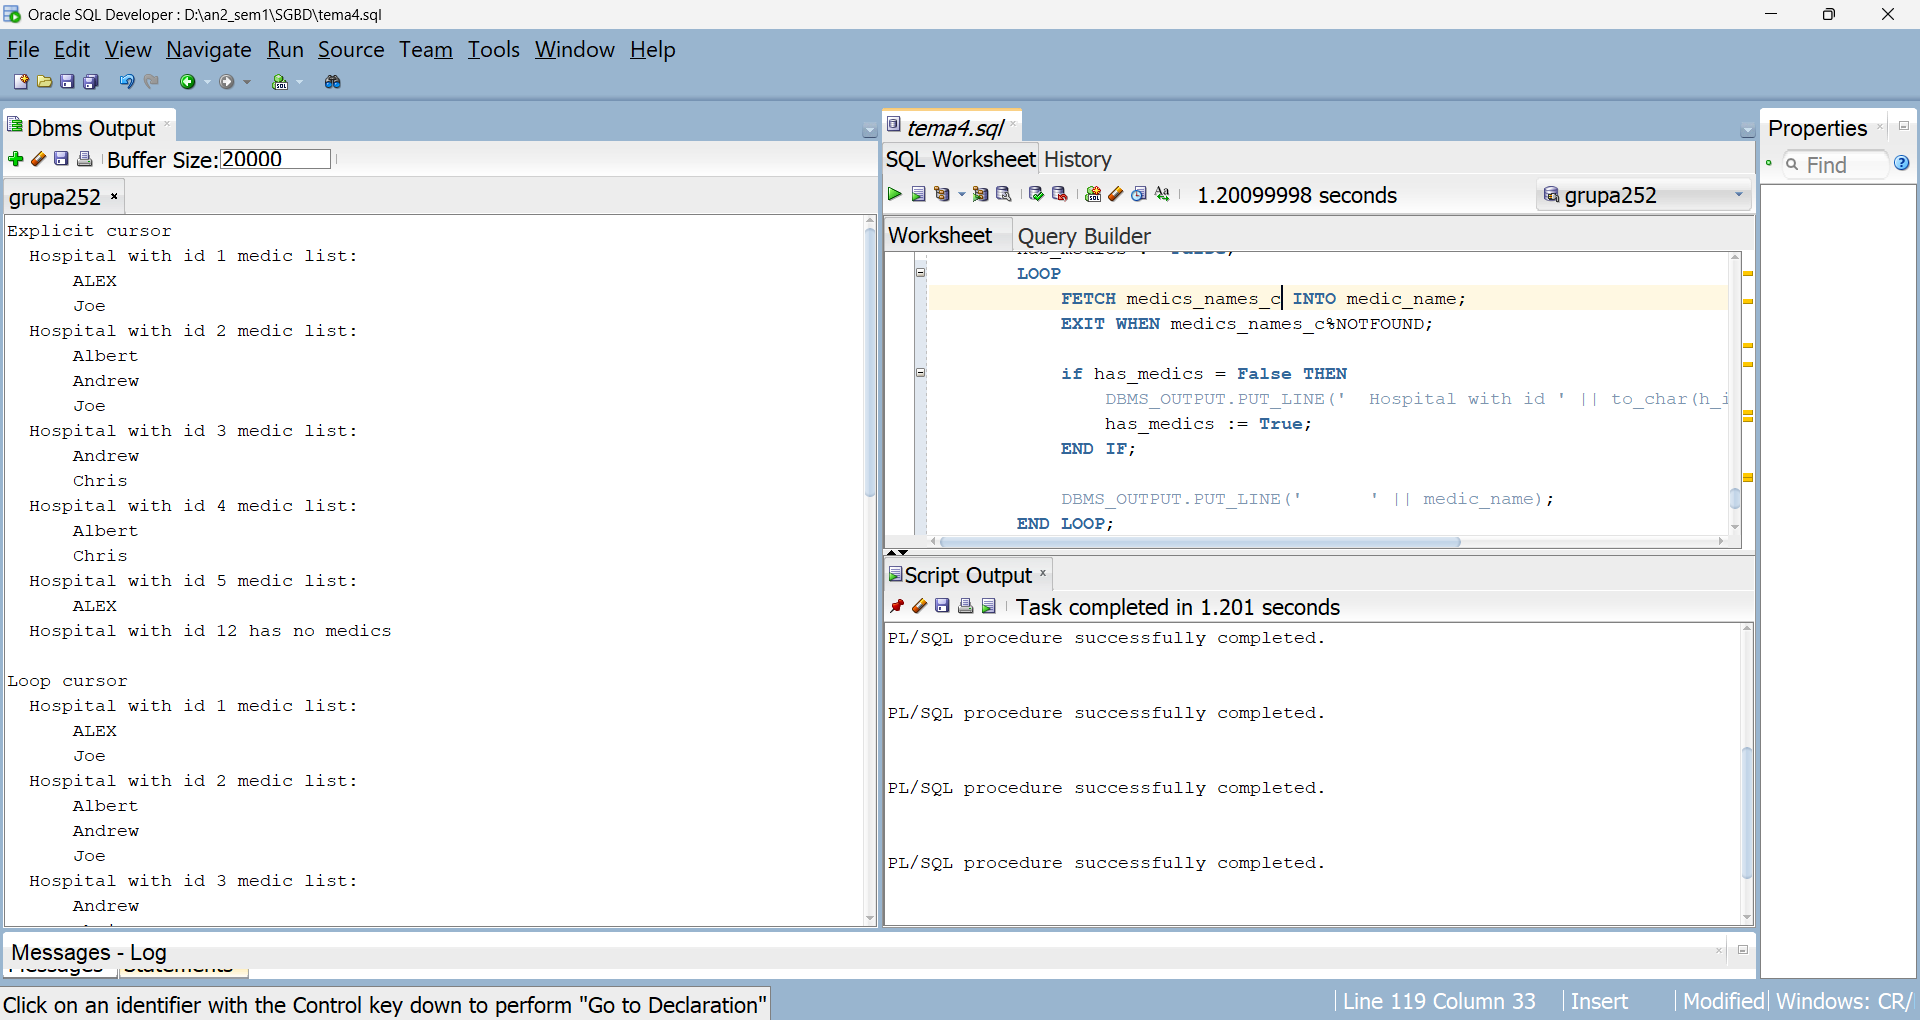 Oracle SQL Developer : D:\an2_sem1\SGBD\tema4.sql
File Edit View Navigate Run Source Team Tools Window Help
Dbms Output
Buffer Size: 20000
grupa252
Explicit cursor
Hospital with id 1 medic list:
ALEX
Joe
Hospital with id 2 medic list:
Albert
Andrew
Joe
Hospital with id 3 medic list:
Andrew
Chris
Hospital with id 4 medic list:
Albert
Chris
Hospital with id 5 medic list:
ALEX
Hospital with id 12 has no medics
Loop cursor
Hospital with id 1 medic list:
ALEX
Joe
Hospital with id 2 medic list:
Albert
Andrew
Joe
Hospital with id 3 medic list:
Andrew
tema4.sql
SQL Worksheet History
1.20099998 seconds
grupa252
Worksheet Query Builder
LOOP
FETCH medics_names_c INTO medic_name;
EXIT WHEN medics_names_c%NOTFOUND;
if has_medics = False THEN
DBMS_OUTPUT.PUT_LINE('  Hospital with id ' || to_char(h_i
has_medics := True;
END IF;
DBMS_OUTPUT.PUT_LINE('      ' || medic_name);
END LOOP;
Script Output
Task completed in 1.201 seconds
PL/SQL procedure successfully completed.
PL/SQL procedure successfully completed.
PL/SQL procedure successfully completed.
PL/SQL procedure successfully completed.
Properties
Find
Messages - Log
Messages Statements
Click on an identifier with the Control key down to perform "Go to Declaration"
Line 119 Column 33
Insert
Modified
Windows: CR/